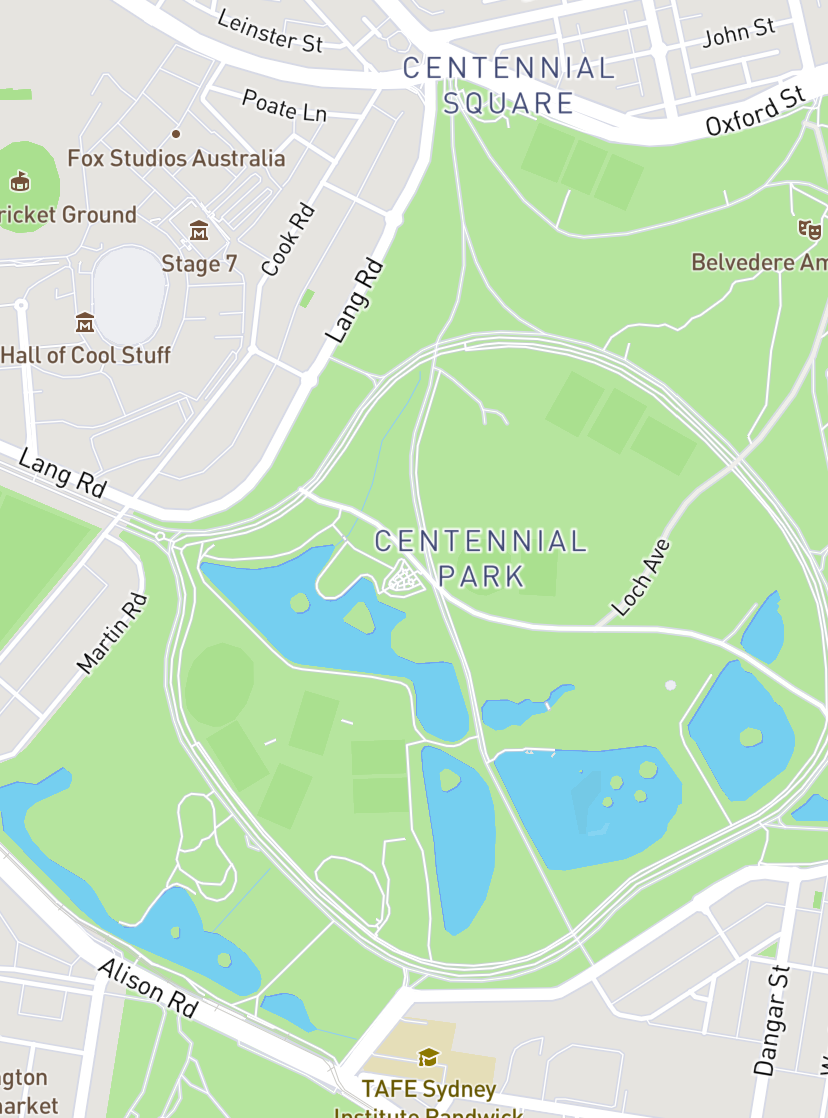 Leinster St
John St
CENTENNIAL
SQUARE
Poate Ln
Oxford St
Fox Studios Australia
ricket Ground
Cook Rd
Stage 7
Belvedere Am
Lang Rd
Hall of Cool Stuff
Lang Rd
CENTENNIAL
PARK
Loch Ave
Martin Rd
Alison Rd
Dangar St
W
TAFE Sydney
Institute Randwick
gton
arket